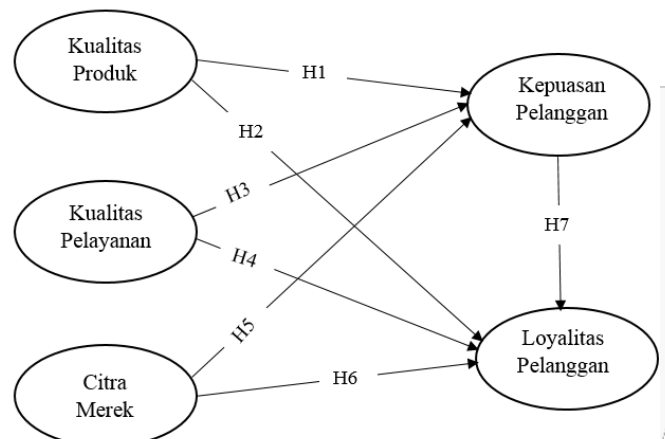 Kualitas
Produk
H1
Kepuasan
Pelanggan
H2
H3
Kualitas
Pelayanan
H7
H4
H5
Loyalitas
Pelanggan
Citra
Merek
H6